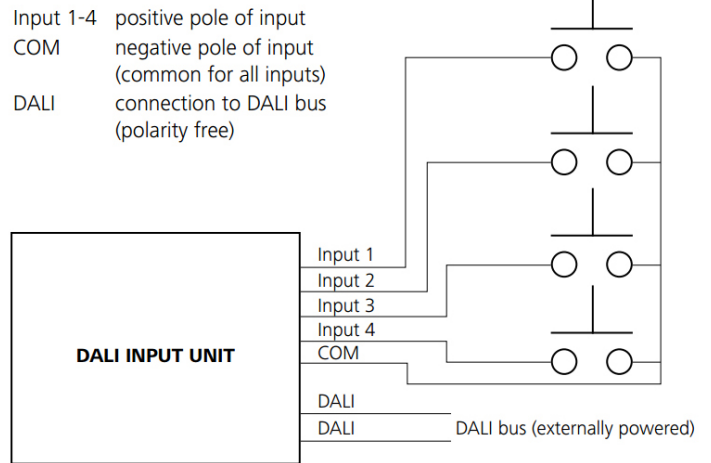 Input 1-4 positive pole of input
COM negative pole of input
(common for all inputs)
DALI connection to DALI bus
(polarity free)
Input 1
Input 2
Input 3
Input 4
COM
DALI INPUT UNIT
DALI
DALI DALI bus (externally powered)